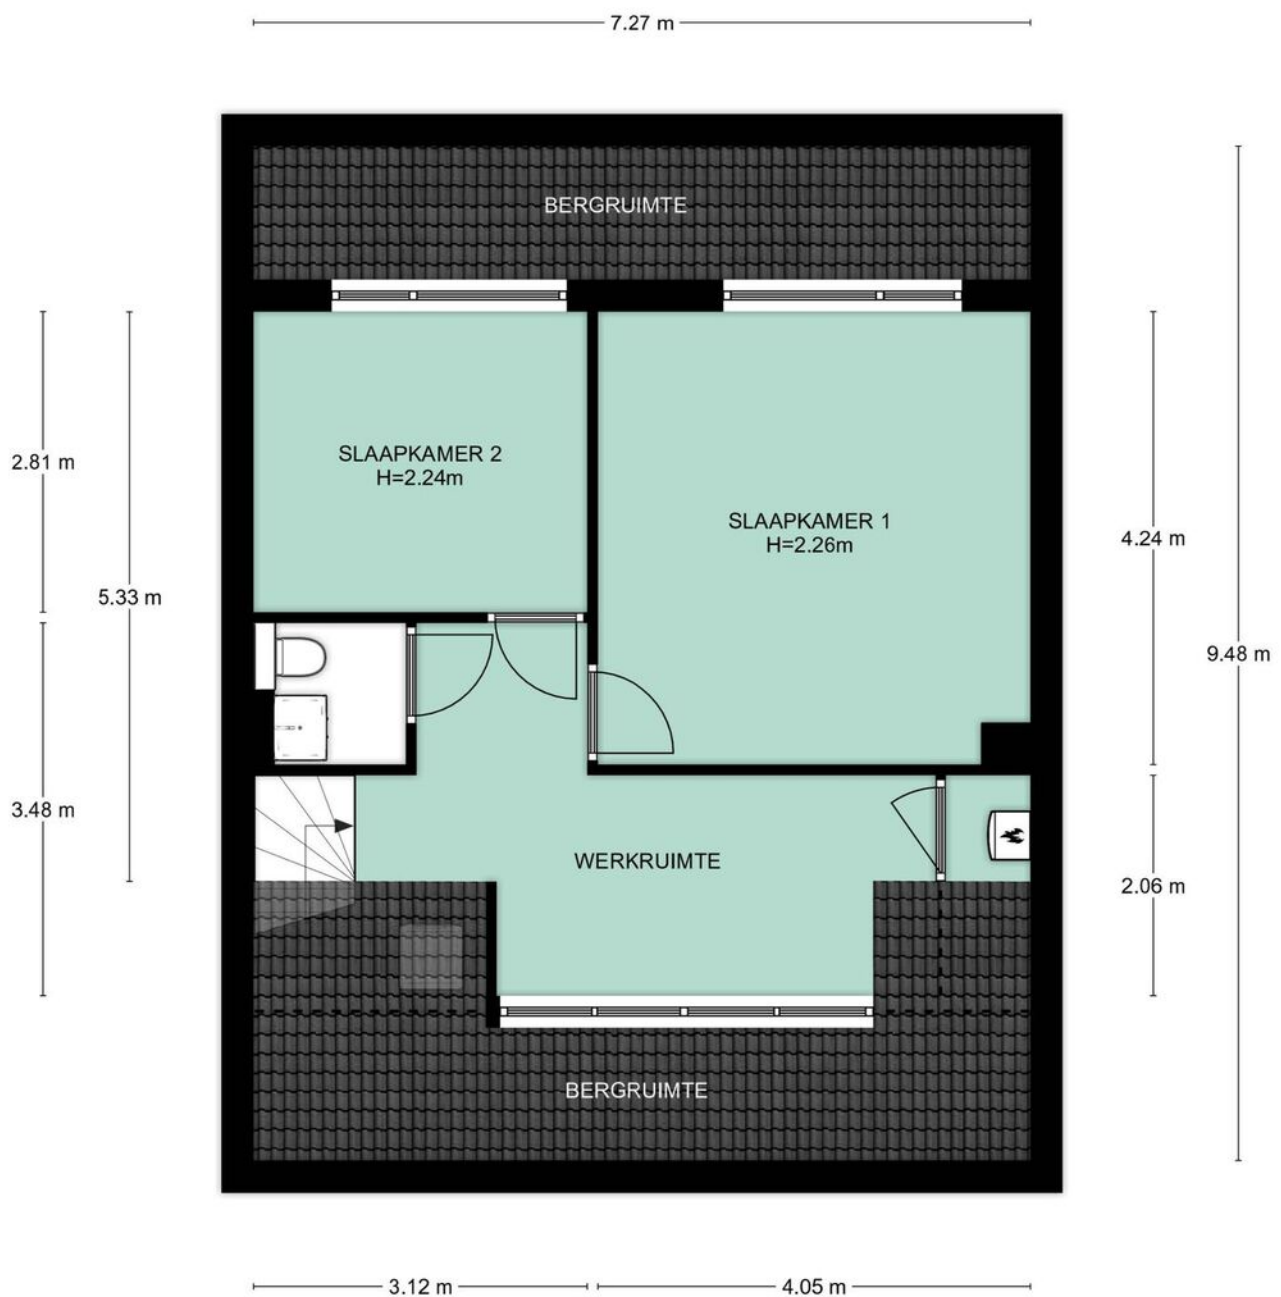 7.27 m
BERGRUIMTE
SLAAPKAMER 2
H=2.24m
2.81 m
SLAAPKAMER 1
H=2.26m
4.24 m
5.33 m
9.48 m
3.48 m
WERKRUIMTE
2.06 m
BERGRUIMTE
3.12 m
4.05 m